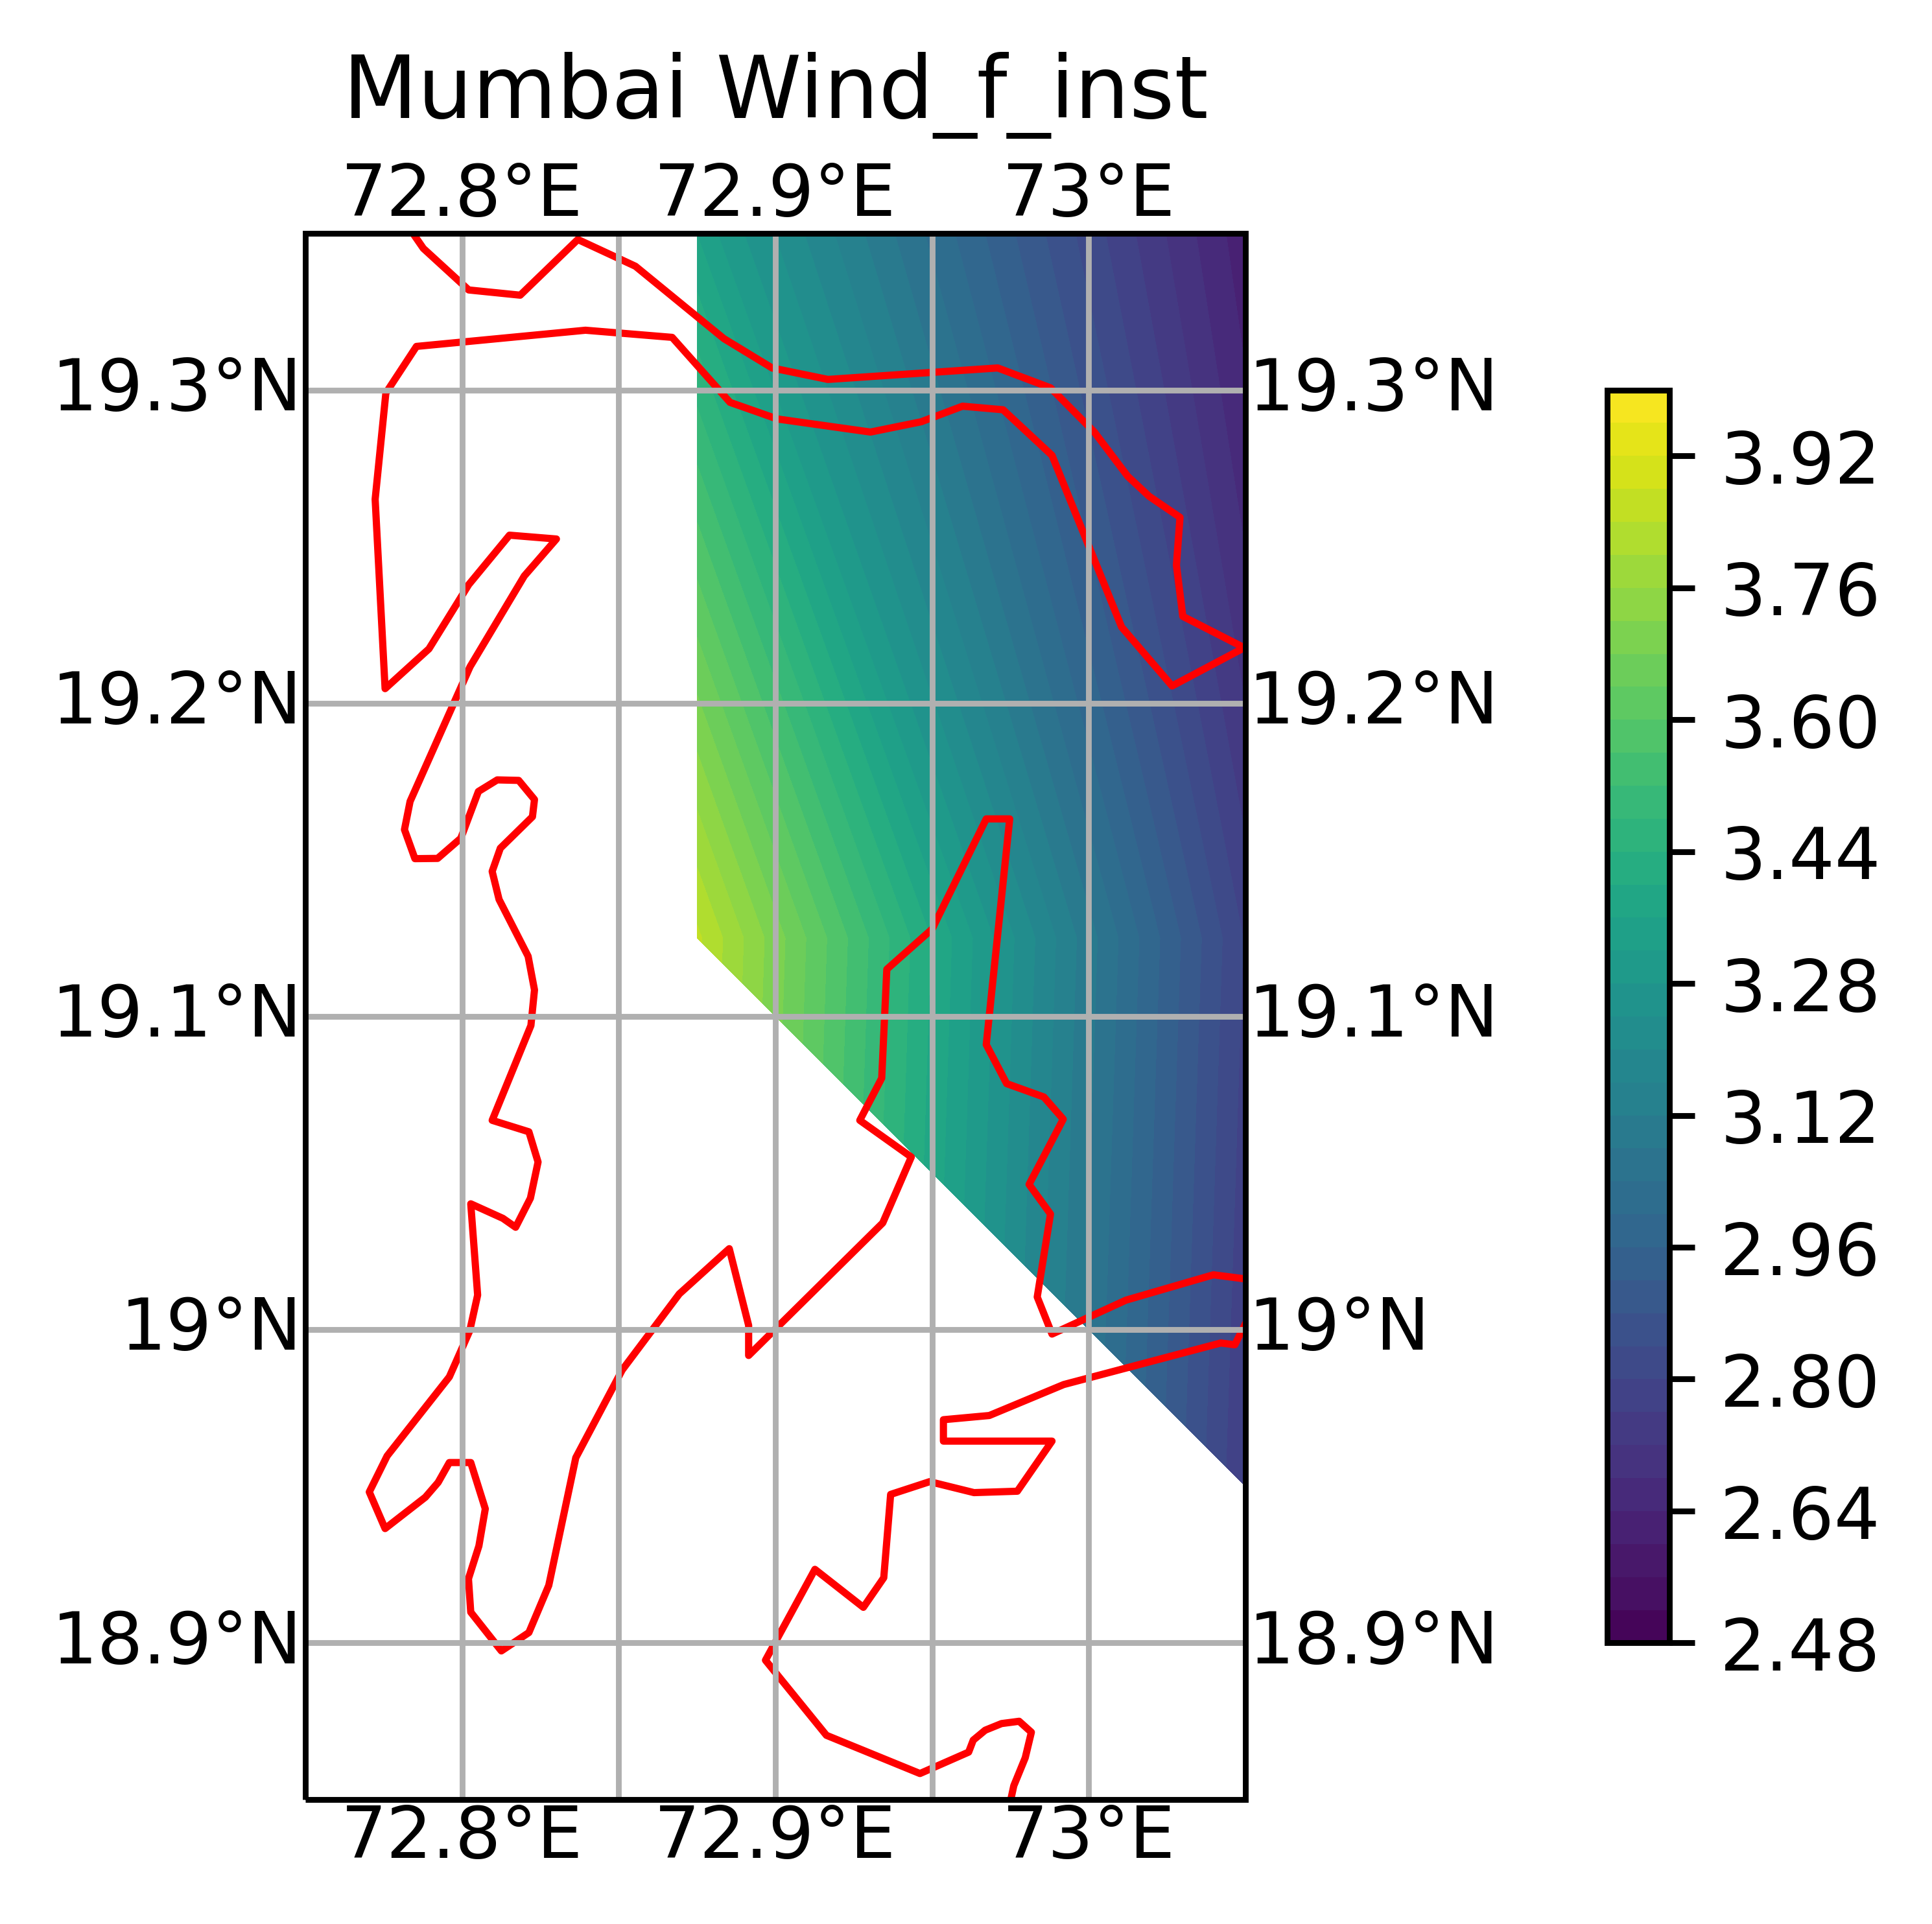 Mumbai Wind_f_inst
72.8°E 72.9°E 73°E
19.3°N 19.3°N
3.92
3.76
19.2°N 19.2°N
3.60
3.44
19.1°N 19.1°N
3.28
3.12
2.96
19°N 19°N
2.80
2.64
18.9°N 18.9°N
2.48
72.8°E 72.9°E 73°E